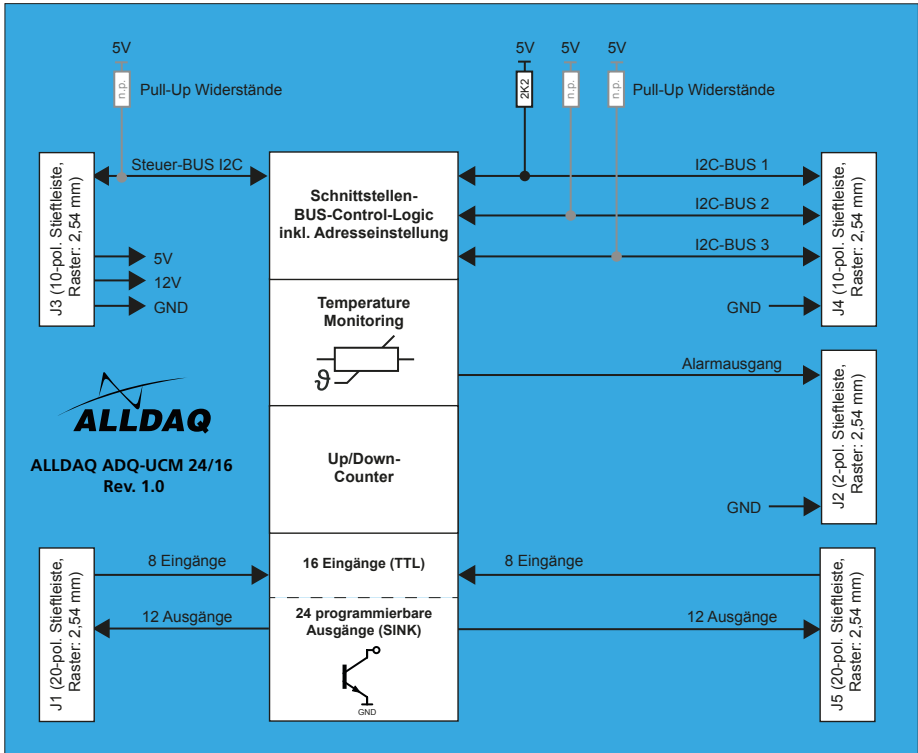 5V
5V
5V
5V
n.p.
Pull-Up Widerstände
2K2
n.p.
n.p.
Pull-Up Widerstände
J3 (10-pol. Stieftleiste,
Raster: 2,54 mm)
Steuer-BUS I2C
5V
12V
GND
Schnittstellen-
BUS-Control-Logic
inkl. Adresseinstellung
I2C-BUS 1
I2C-BUS 2
I2C-BUS 3
GND
J4 (10-pol. Stieftleiste,
Raster: 2,54 mm)
Temperature
Monitoring
ϑ
Alarmausgang
GND
J2 (2-pol. Stieftleiste,
Raster: 2,54 mm)
ALLDAQ
ALLDAQ ADQ-UCM 24/16
Rev. 1.0
Up/Down-
Counter
J1 (20-pol. Stieftleiste,
Raster: 2,54 mm)
8 Eingänge
12 Ausgänge
16 Eingänge (TTL)
24 programmierbare
Ausgänge (SINK)
GND
8 Eingänge
12 Ausgänge
J5 (20-pol. Stieftleiste,
Raster: 2,54 mm)